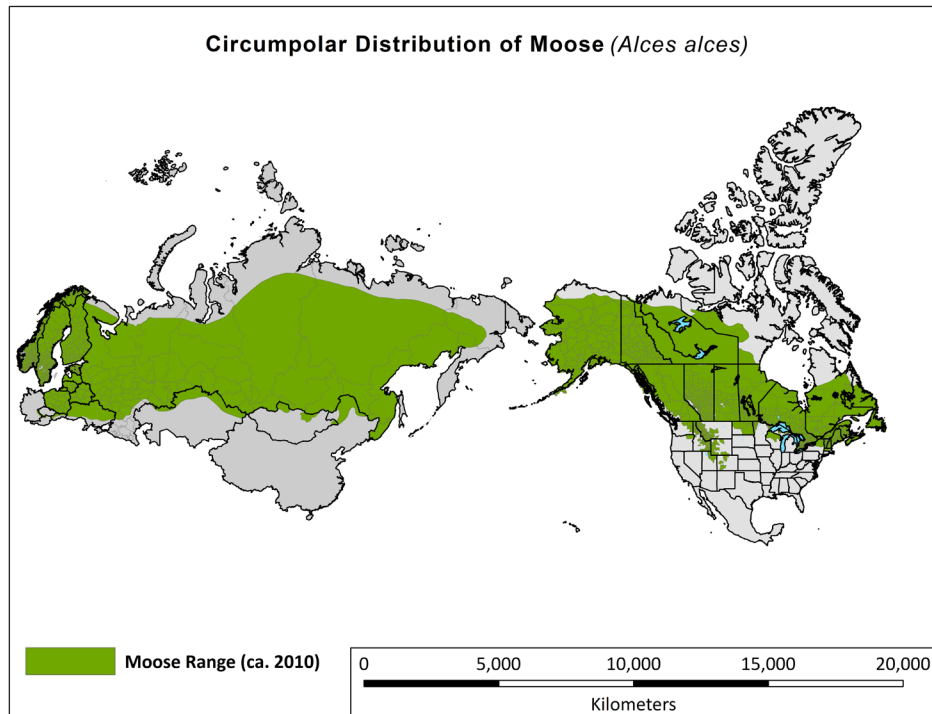 Circumpolar Distribution of Moose (Alces alces)
Moose Range (ca. 2010)
0 5,000 10,000 15,000 20,000
Kilometers